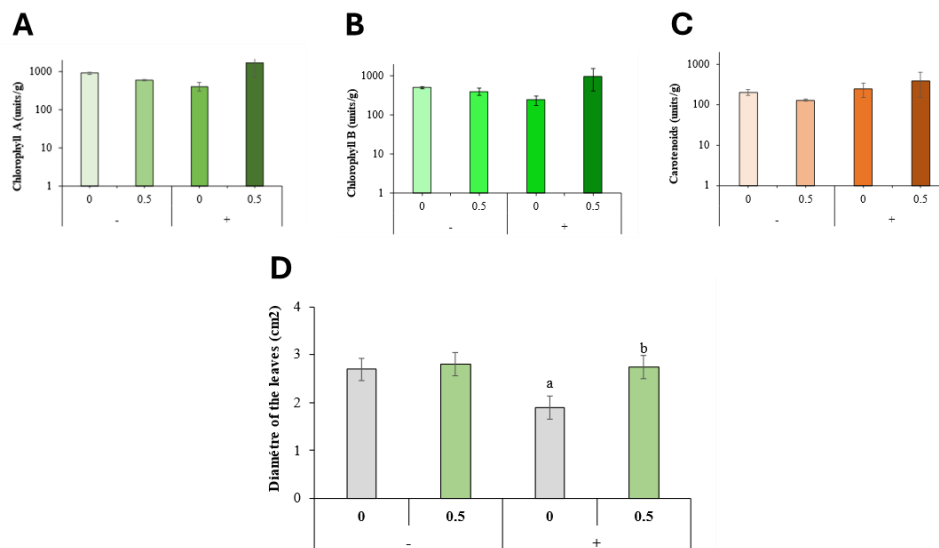 A
Chlorophyll A (units/g)
1000
100
10
1
0 0.5 0 0.5
- +
B
Chlorophyll B (units/g)
1000
100
10
1
0 0.5 0 0.5
- +
C
Carotenoids (units/g)
1000
100
10
1
0 0.5 0 0.5
- +
D
Diamétre of the leaves (cm2)
4
3
2
1
0
a
b
0 0.5 0 0.5
- +